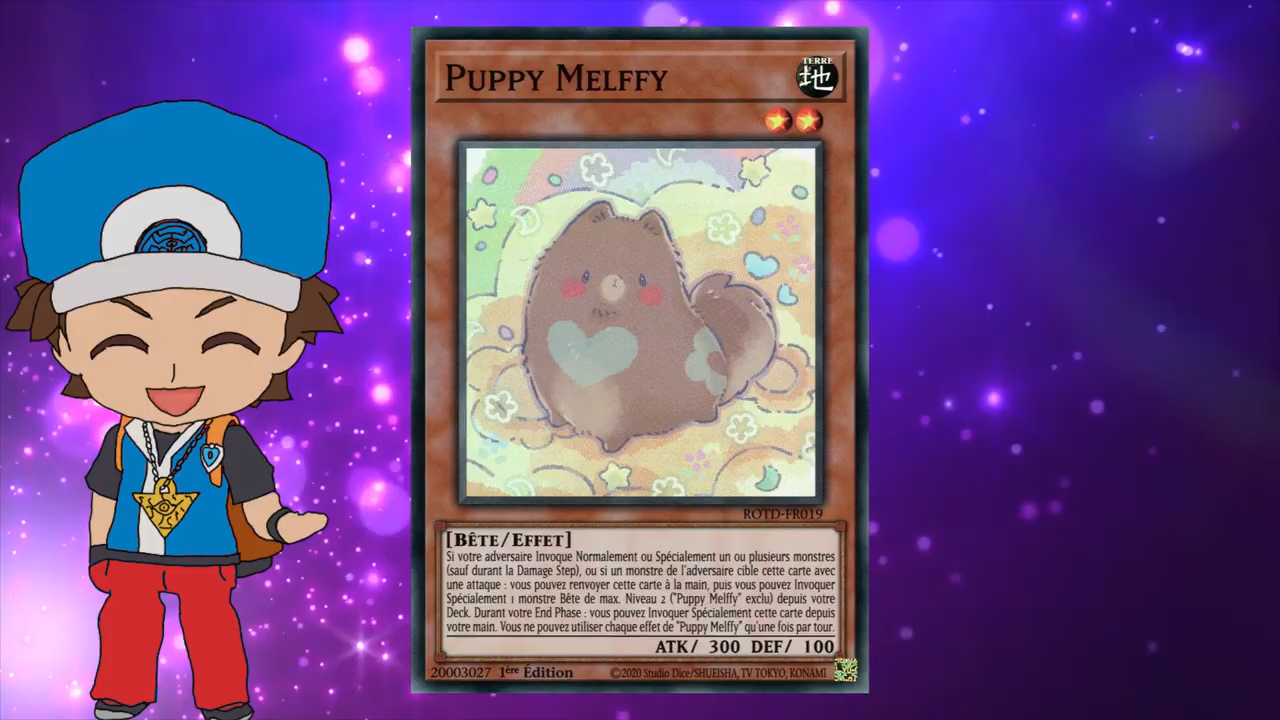 PUPPY MELFFY
TERRE
地
ROTD-FR019
[BÊTE/EFFET]
Si votre adversaire Invoque Normalement ou Spécialement un ou plusieurs monstres
(sauf durant la Damage Step), ou si un monstre de l'adversaire cible cette carte avec
une attaque : vous pouvez renvoyer cette carte à la main, puis vous pouvez Invoquer
Spécialement 1 monstre Bête de max. Niveau 2 ("Puppy Melffy" exclu) depuis votre
Deck. Durant votre End Phase : vous pouvez Invoquer Spécialement cette carte depuis
votre main. Vous ne pouvez utiliser chaque effet de "Puppy Melffy" qu'une fois par tour.
ATK/ 300 DEF/ 100
20003027 1ère Édition ©2020 Studio Dice/SHUEISHA, TV TOKYO, KONAMI